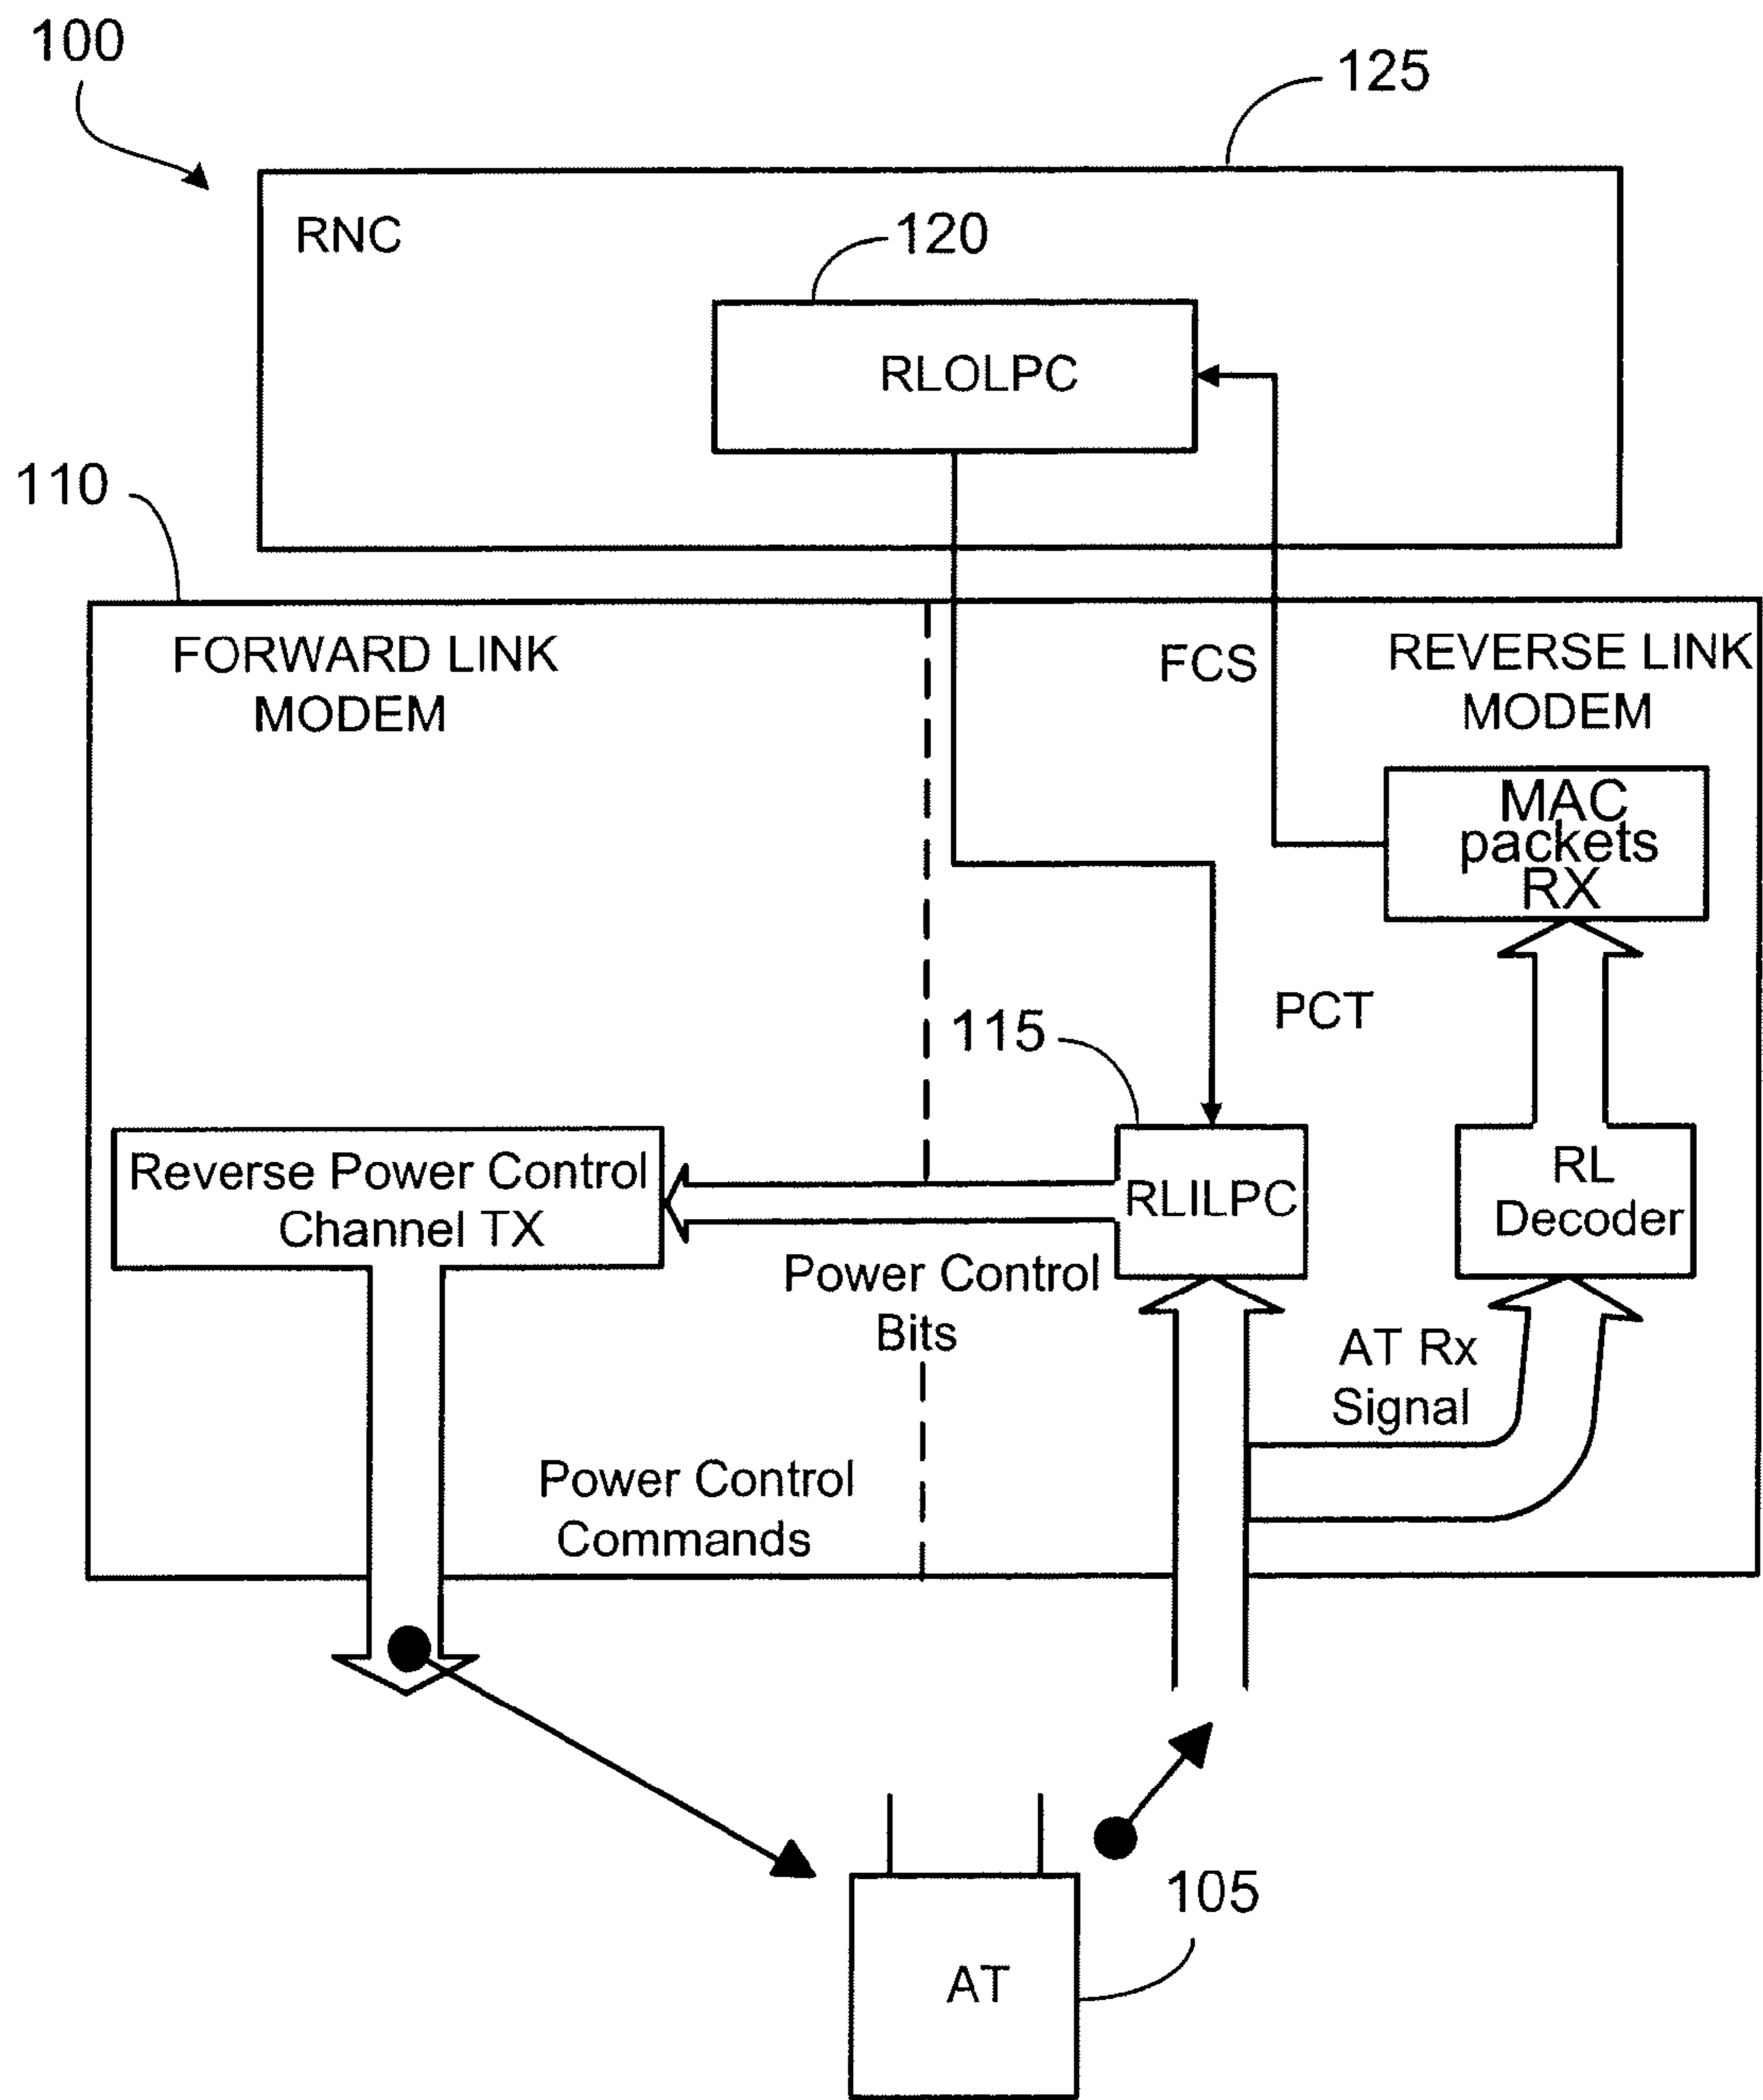 100
125
RNC
120
RLOLPC
110
FORWARD LINK
MODEM
FCS
REVERSE LINK
MODEM
MAC
packets
RX
PCT
115
Reverse Power Control
Channel TX
RLILPC
RL
Decoder
Power Control
Bits
AT Rx
Signal
Power Control
Commands
105
AT